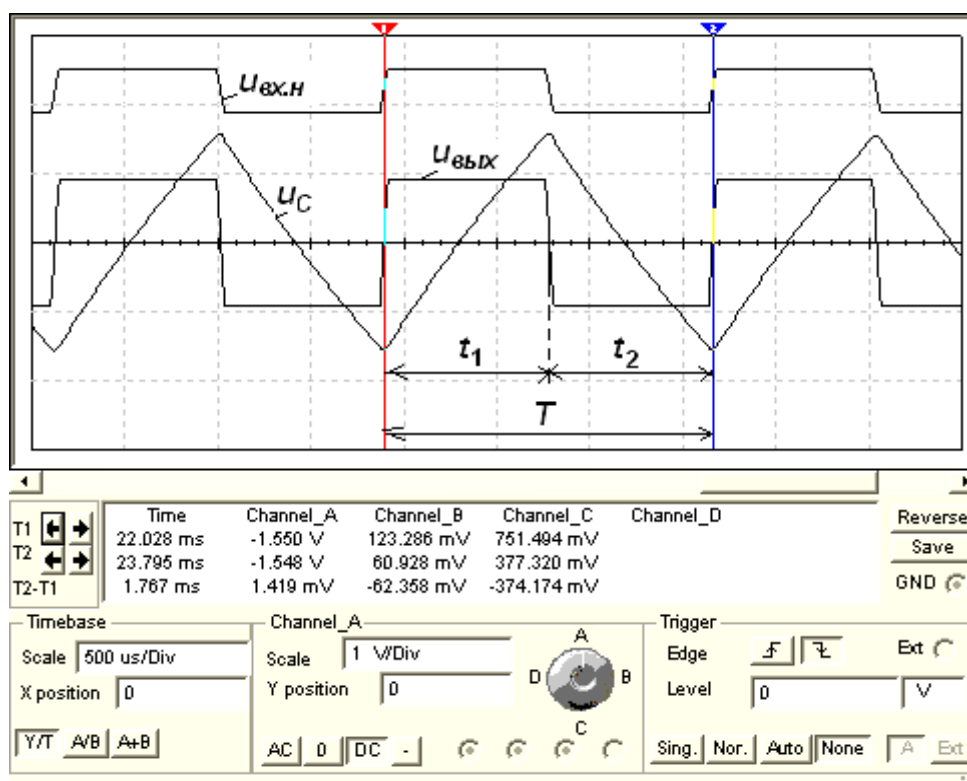 1 2
uвх.н
uвых
uC
t1 t2
T
Time Channel_A Channel_B Channel_C Channel_D
T1 22.028 ms -1.550 V 123.286 mV 751.494 mV
T2 23.795 ms -1.548 V 60.928 mV 377.320 mV
T2-T1 1.767 ms 1.419 mV -62.358 mV -374.174 mV
Reverse
Save
GND
Timebase
Scale 500 us/Div
X position 0
Y/T A/B A+B
Channel_A
Scale 1 V/Div
Y position 0
AC 0 DC -
A
D B
C
Trigger
Edge Ext
Level 0 V
Sing. Nor. Auto None A Ext